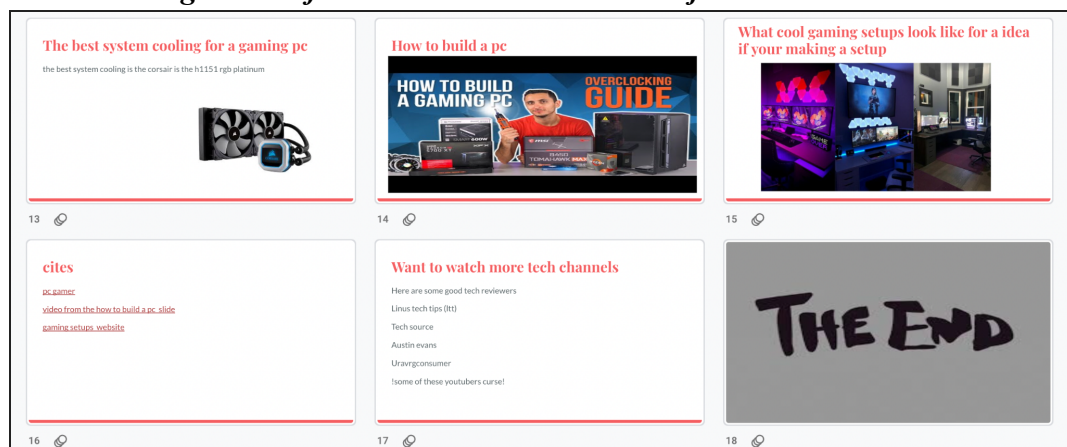 The best system cooling for a gaming pc
the best system cooling is the corsair is the h1151 rgb platinum
13
How to build a pc
HOW TO BUILD
A GAMING PC
OVERCLOCKING
GUIDE
TOMAHAWK MAX
14
What cool gaming setups look like for a idea
if your making a setup
15
cites
pc gamer
video from the how to build a pc slide
gaming setups website
16
Want to watch more tech channels
Here are some good tech reviewers
Linus tech tips (ltt)
Tech source
Austin evans
Uravrgconsumer
!some of these youtubers curse!
17
THE END
18